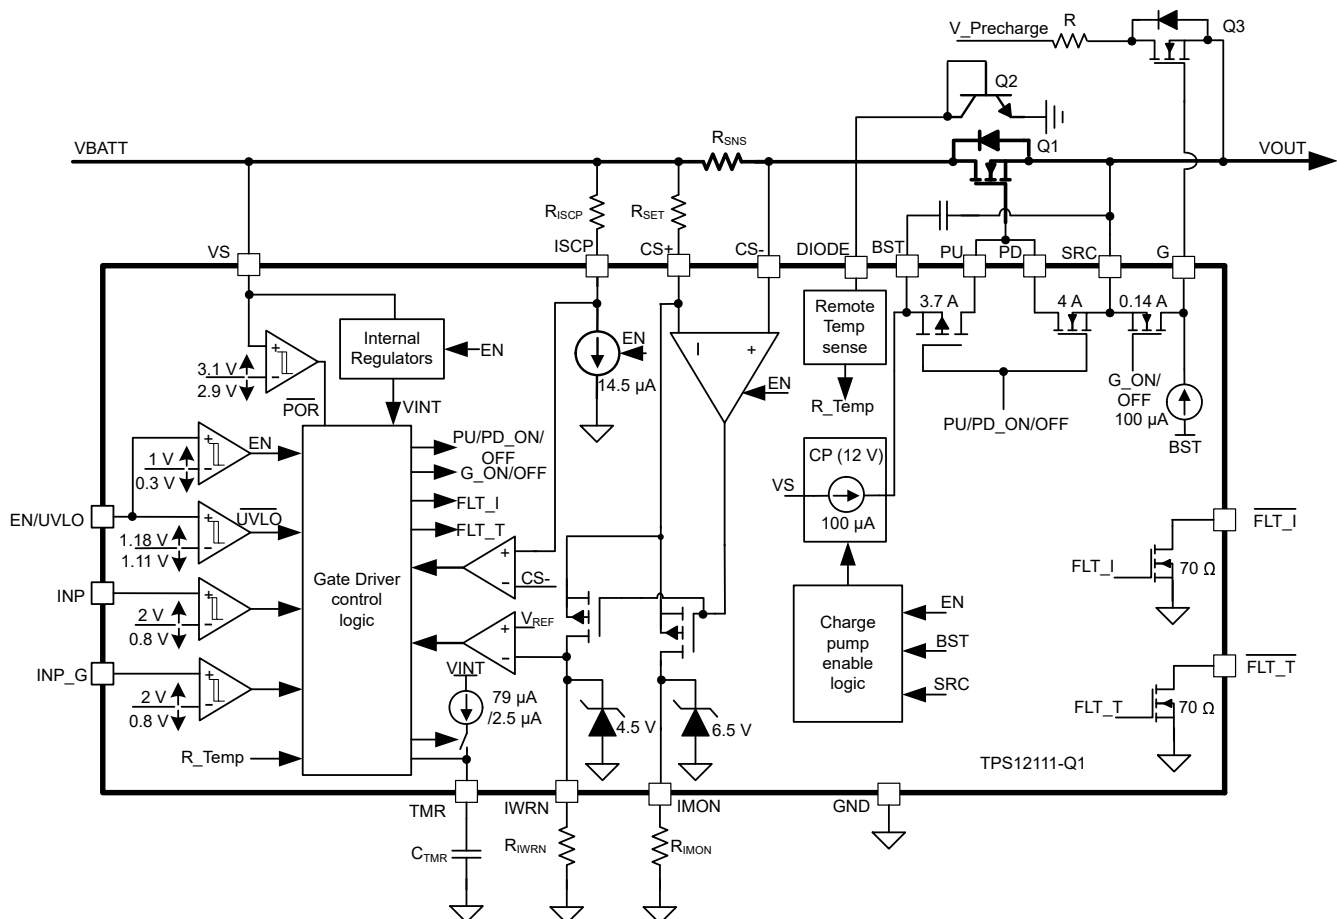 V_Precharge
R
Q3
Q2
RSNS
Q1
VBATT
VOUT
RISCP
RSET
VS
ISCP
CS+
CS-
DIODE
BST
PU
PD
SRC
G
Internal
Regulators
EN
EN
14.5 µA
I
+
EN
Remote
Temp
sense
R_Temp
3.7 A
4 A
0.14 A
G_ON/
OFF
100 µA
BST
PU/PD_ON/OFF
+
−
3.1 V
2.9 V
POR
VINT
+
−
EN
1 V
0.3 V
EN/UVLO
+
−
UVLO
1.18 V
1.11 V
INP
+
−
2 V
0.8 V
INP_G
+
−
2 V
0.8 V
R_Temp
Gate Driver
control
logic
PU/PD_ON/
OFF
G_ON/OFF
FLT_I
FLT_T
+
−
CS-
+
−
VREF
VINT
79 µA
/2.5 µA
4.5 V
6.5 V
CP (12 V)
VS
100 µA
Charge
pump
enable
logic
EN
BST
SRC
FLT_I
FLT_I
70 Ω
FLT_T
FLT_T
70 Ω
TPS12111-Q1
TMR
IWRN
IMON
GND
CTMR
RIWRN
RIMON